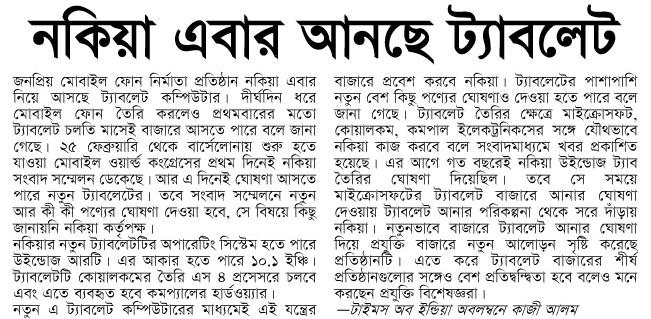 নকিয়া এবার আনছে ট্যাবলেট
জনপ্রিয় মোবাইল ফোন নির্মাতা প্রতিষ্ঠান নকিয়া এবার
নিয়ে আসছে ট্যাবলেট কম্পিউটার। দীর্ঘদিন ধরে
মোবাইল ফোন তৈরি করলেও প্রথমবারের মতো
ট্যাবলেট চলতি মাসেই বাজারে আসতে পারে বলে জানা
গেছে। ২৫ ফেব্রুয়ারি থেকে বার্সেলোনায় শুরু হতে
যাওয়া মোবাইল ওয়ার্ল্ড কংগ্রেসের প্রথম দিনেই নকিয়া
সংবাদ সম্মেলন ডেকেছে। আর এ দিনেই ঘোষণা আসতে
পারে নতুন ট্যাবলেটের। তবে সংবাদ সম্মেলনে নতুন
আর কী কী পণ্যের ঘোষণা দেওয়া হবে, সে বিষয়ে কিছু
জানায়নি নকিয়া কর্তৃপক্ষ।
নকিয়ার নতুন ট্যাবলেটটির অপারেটিং সিস্টেম হতে পারে
উইন্ডোজ আরটি। এর আকার হতে পারে ১০.১ ইঞ্চি।
ট্যাবলেটটি কোয়ালকমের তৈরি এস ৪ প্রসেসরে চলবে
এবং এতে ব্যবহৃত হবে কমপ্যালের হার্ডওয়্যার।
নতুন এ ট্যাবলেট কম্পিউটারের মাধ্যমেই এই যন্ত্রের
বাজারে প্রবেশ করবে নকিয়া। ট্যাবলেটের পাশাপাশি
নতুন বেশ কিছু পণ্যের ঘোষণাও দেওয়া হতে পারে বলে
জানা গেছে। ট্যাবলেট তৈরির ক্ষেত্রে মাইক্রোসফট,
কোয়ালকম, কমপাল ইলেকট্রনিকসের সঙ্গে যৌথভাবে
নকিয়া কাজ করবে বলে সংবাদমাধ্যমে খবর প্রকাশিত
হয়েছে। এর আগে গত বছরেই নকিয়া উইন্ডোজ ট্যাব
তৈরির ঘোষণা দিয়েছিল। তবে সে সময়ে
মাইক্রোসফটের ট্যাবলেট বাজারে আনার ঘোষণা
দেওয়ায় ট্যাবলেট আনার পরিকল্পনা থেকে সরে দাঁড়ায়
নকিয়া। নতুনভাবে বাজারে ট্যাবলেট আনার ঘোষণা
দিয়ে প্রযুক্তি বাজারে নতুন আলোড়ন সৃষ্টি করেছে
প্রতিষ্ঠানটি। এতে করে ট্যাবলেট বাজারের শীর্ষ
প্রতিষ্ঠানগুলোর সঙ্গেও বেশ প্রতিদ্বন্দ্বিতা হবে বলেও মনে
করছেন প্রযুক্তি বিশেষজ্ঞরা।
—টাইমস অব ইন্ডিয়া অবলম্বনে কাজী আলম